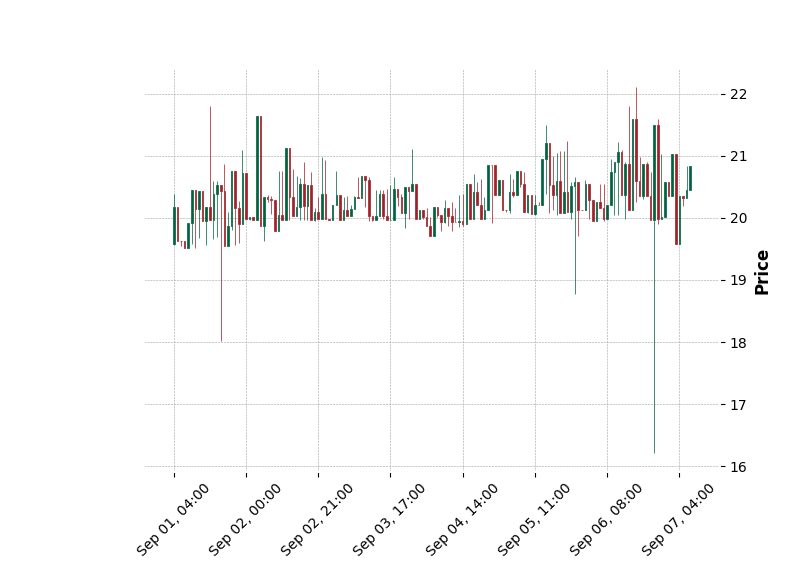 22
21
20
19
18
17
16
Price
Sep 01, 04:00
Sep 02, 00:00
Sep 02, 21:00
Sep 03, 17:00
Sep 04, 14:00
Sep 05, 11:00
Sep 06, 08:00
Sep 07, 04:00